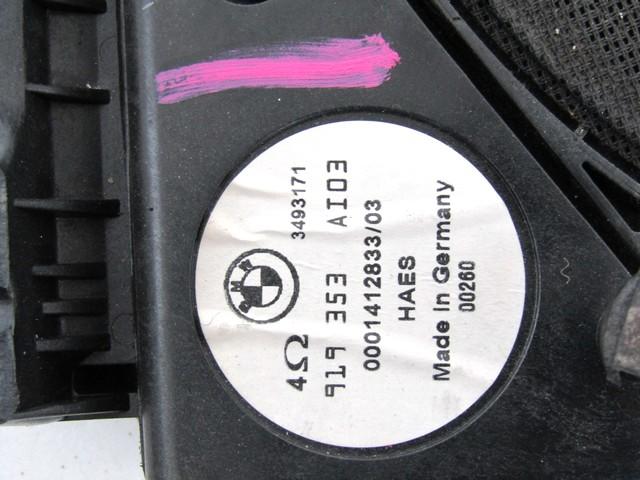 4Ω 3493171
919 353 AI03
0001412833/03
HAES
Made In Germany
00260